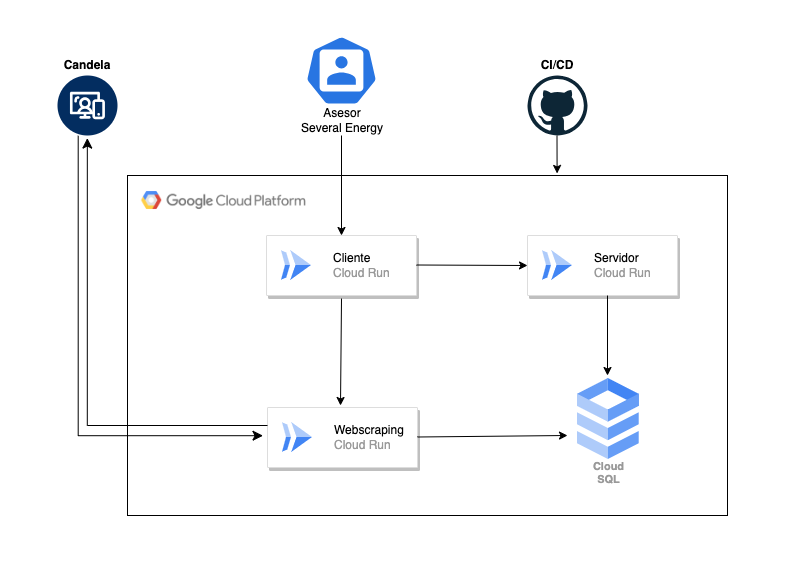 Candela
CI/CD
Asesor
Several Energy
Google Cloud Platform
Cliente
Cloud Run
Servidor
Cloud Run
Webscraping
Cloud Run
Cloud
SQL